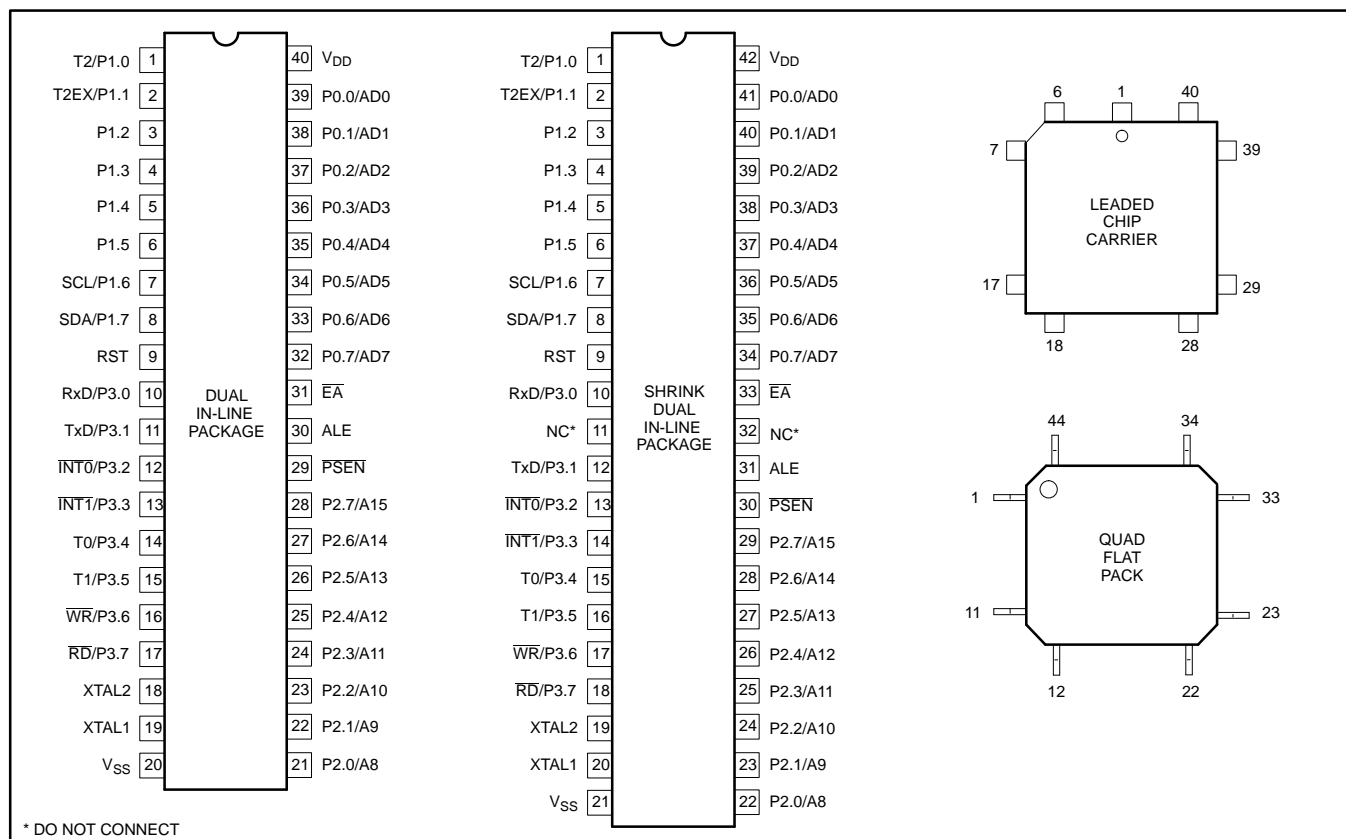 T2/P1.0 1
T2EX/P1.1 2
P1.2 3
P1.3 4
P1.4 5
P1.5 6
SCL/P1.6 7
SDA/P1.7 8
RST 9
RxD/P3.0 10
TxD/P3.1 11
INT0/P3.2 12
INT1/P3.3 13
T0/P3.4 14
T1/P3.5 15
WR/P3.6 16
RD/P3.7 17
XTAL2 18
XTAL1 19
VSS 20
DUAL
IN-LINE
PACKAGE
40 VDD
39 P0.0/AD0
38 P0.1/AD1
37 P0.2/AD2
36 P0.3/AD3
35 P0.4/AD4
34 P0.5/AD5
33 P0.6/AD6
32 P0.7/AD7
31 EA
30 ALE
29 PSEN
28 P2.7/A15
27 P2.6/A14
26 P2.5/A13
25 P2.4/A12
24 P2.3/A11
23 P2.2/A10
22 P2.1/A9
21 P2.0/A8
T2/P1.0 1
T2EX/P1.1 2
P1.2 3
P1.3 4
P1.4 5
P1.5 6
SCL/P1.6 7
SDA/P1.7 8
RST 9
RxD/P3.0 10
NC* 11
TxD/P3.1 12
INT0/P3.2 13
INT1/P3.3 14
T0/P3.4 15
T1/P3.5 16
WR/P3.6 17
RD/P3.7 18
XTAL2 19
XTAL1 20
VSS 21
SHRINK
DUAL
IN-LINE
PACKAGE
42 VDD
41 P0.0/AD0
40 P0.1/AD1
39 P0.2/AD2
38 P0.3/AD3
37 P0.4/AD4
36 P0.5/AD5
35 P0.6/AD6
34 P0.7/AD7
33 EA
32 NC*
31 ALE
30 PSEN
29 P2.7/A15
28 P2.6/A14
27 P2.5/A13
26 P2.4/A12
25 P2.3/A11
24 P2.2/A10
23 P2.1/A9
22 P2.0/A8
6 1 40
7 39
LEADED
CHIP
CARRIER
17 29
18 28
44 34
1 33
QUAD
FLAT
PACK
11 23
12 22
* DO NOT CONNECT